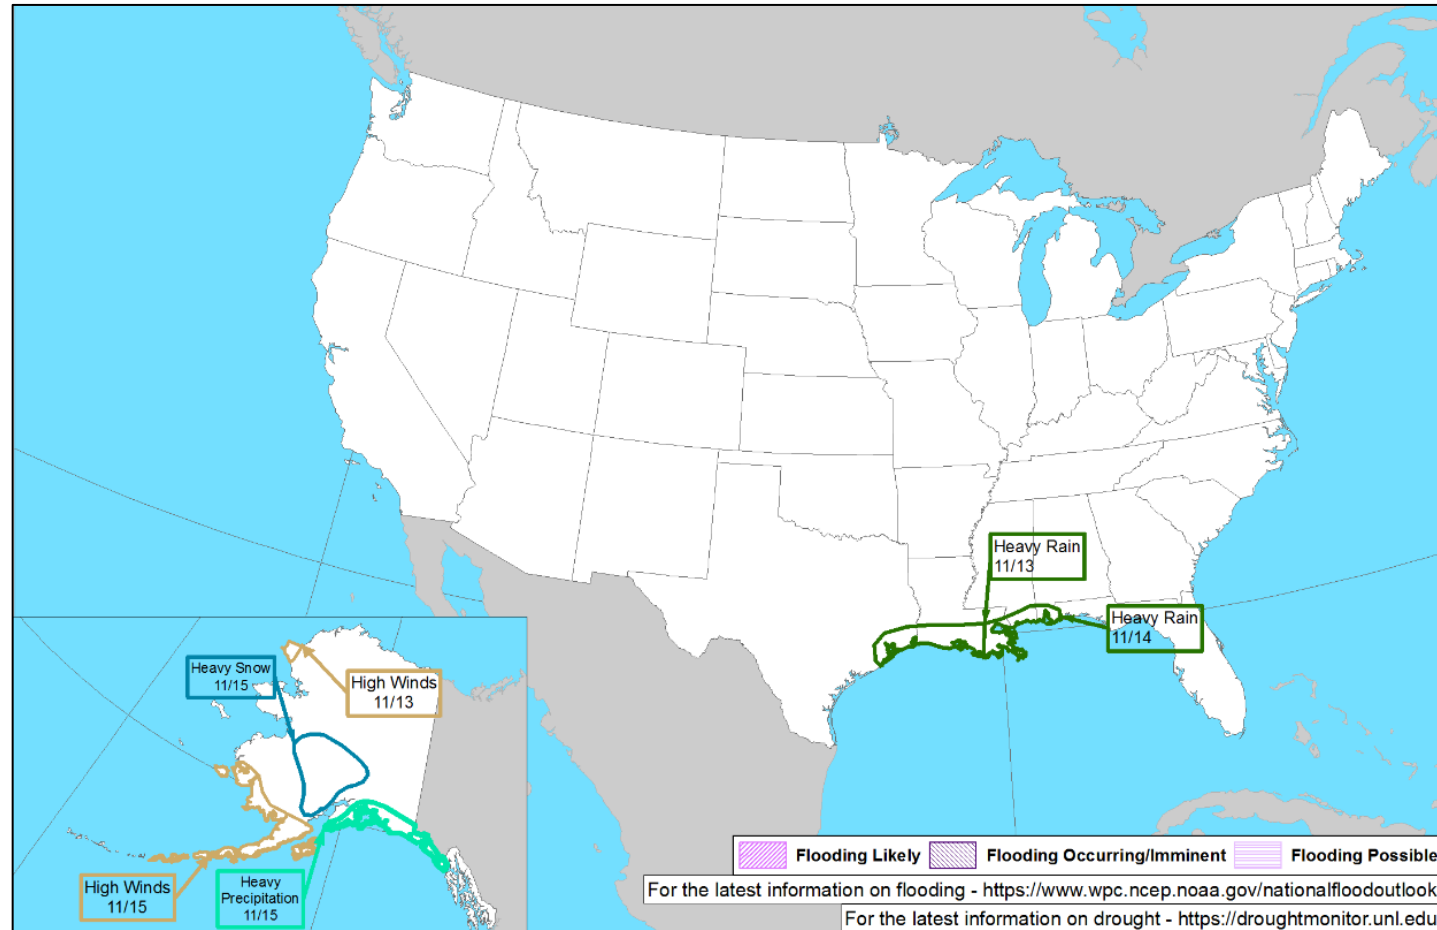 Heavy Rain
11/13
Heavy Rain
11/14
Heavy Snow
11/15
High Winds
11/13
High Winds
11/15
Heavy
Precipitation
11/15
Flooding Likely Flooding Occurring/Imminent Flooding Possible
For the latest information on flooding - https://www.wpc.ncep.noaa.gov/nationalfloodoutlook
For the latest information on drought - https://droughtmonitor.unl.edu